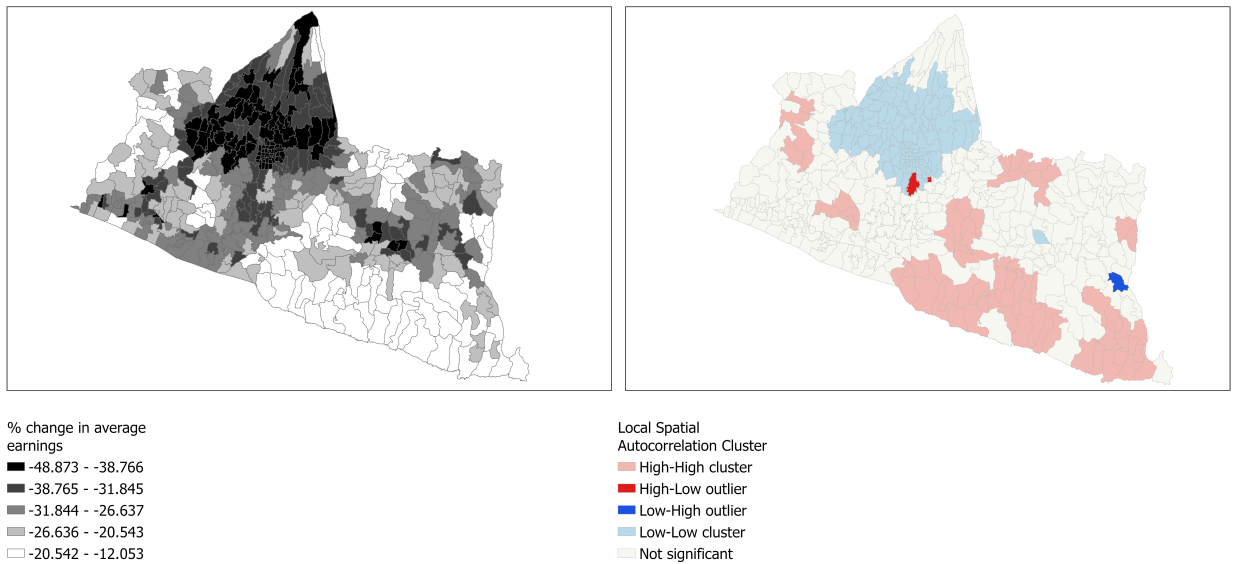 % change in average
earnings
-48.873 - -38.766
-38.765 - -31.845
-31.844 - -26.637
-26.636 - -20.543
-20.542 - -12.053
Local Spatial
Autocorrelation Cluster
High-High cluster
High-Low outlier
Low-High outlier
Low-Low cluster
Not significant